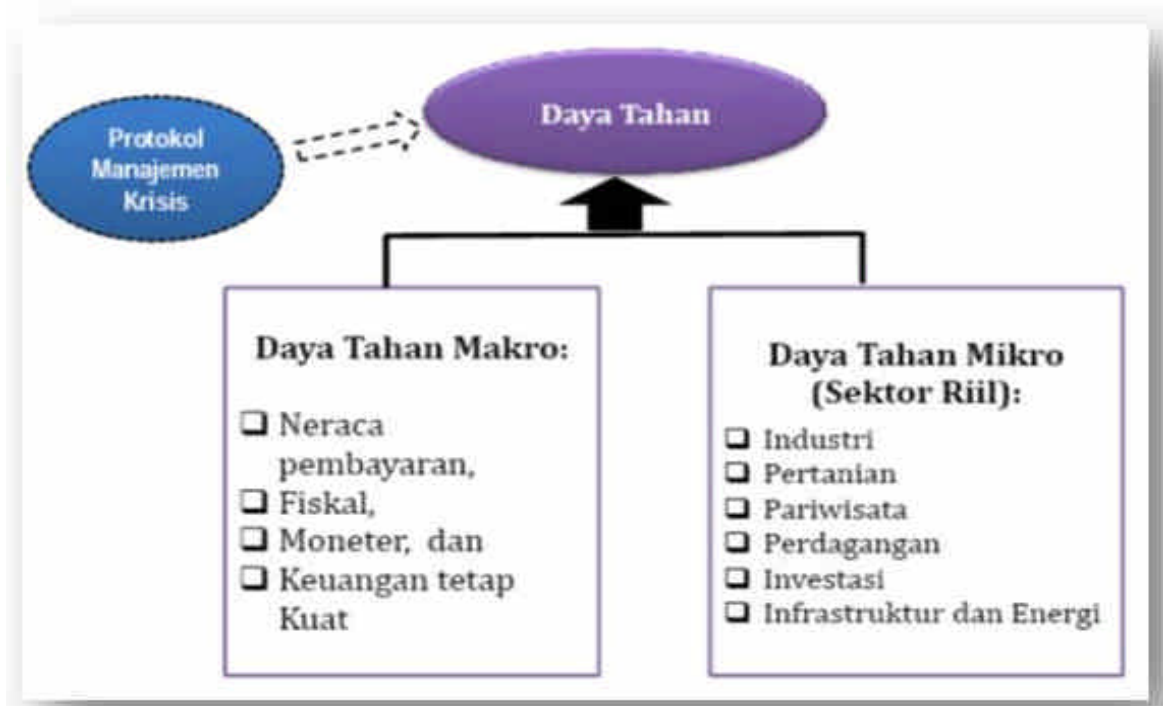 Protokol
Manajemen
Krisis
Daya Tahan
Daya Tahan Makro:
❑ Neraca
pembayaran,
❑ Fiskal,
❑ Moneter, dan
❑ Keuangan tetap
Kuat
Daya Tahan Mikro
(Sektor Riil):
❑ Industri
❑ Pertanian
❑ Pariwisata
❑ Perdagangan
❑ Investasi
❑ Infrastruktur dan Energi